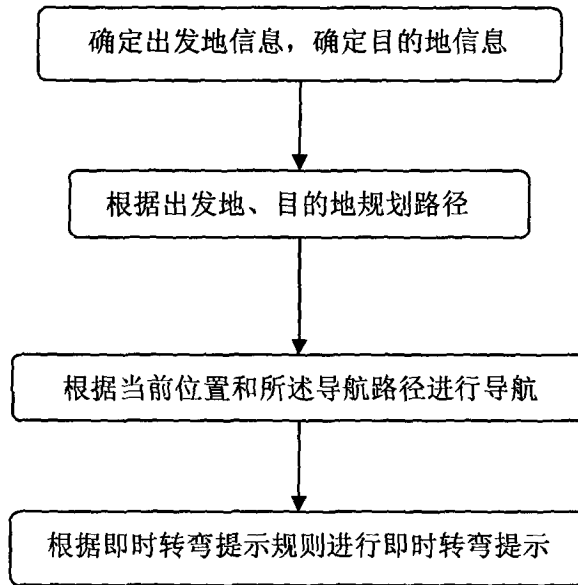 确定出发地信息，确定目的地信息
根据出发地、目的地规划路径
根据当前位置和所述导航路径进行导航
根据即时转弯提示规则进行即时转弯提示